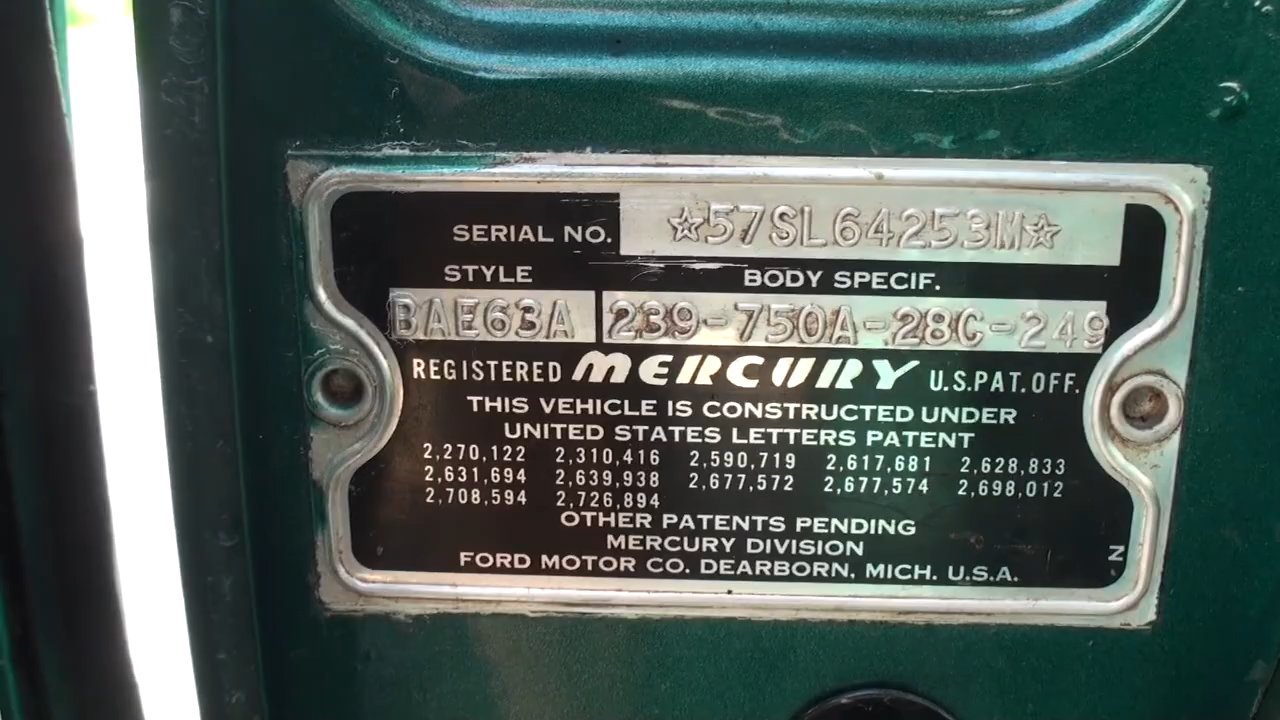 SERIAL NO. ☆57SL64253M☆
STYLE BODY SPECIF.
BAE63A 239-750A-28C-249
REGISTERED MERCURY U.S.PAT.OFF.
THIS VEHICLE IS CONSTRUCTED UNDER
UNITED STATES LETTERS PATENT
2,270,122 2,310,416 2,590,719 2,617,681 2,628,833
2,631,694 2,639,938 2,677,572 2,677,574 2,698,012
2,708,594 2,726,894
OTHER PATENTS PENDING
MERCURY DIVISION
FORD MOTOR CO. DEARBORN, MICH. U.S.A.
Z